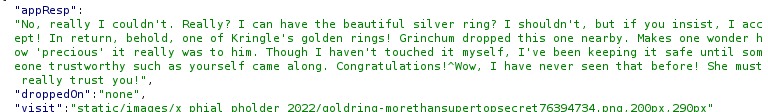 "appResp":
"No, really I couldn't. Really? I can have the beautiful silver ring? I shouldn't, but if you insist, I acc
ept! In return, behold, one of Kringle's golden rings! Grinchum dropped this one nearby. Makes one wonder h
ow 'precious' it really was to him. Though I haven't touched it myself, I've been keeping it safe until som
eone trustworthy such as yourself came along. Congratulations!^Wow, I have never seen that before! She must
 really trust you!",
"droppedOn":"none",
"visit":"static/images/x_phial_pholder_2022/goldring-morethansupertopsecret76394734.png,200px,290px"